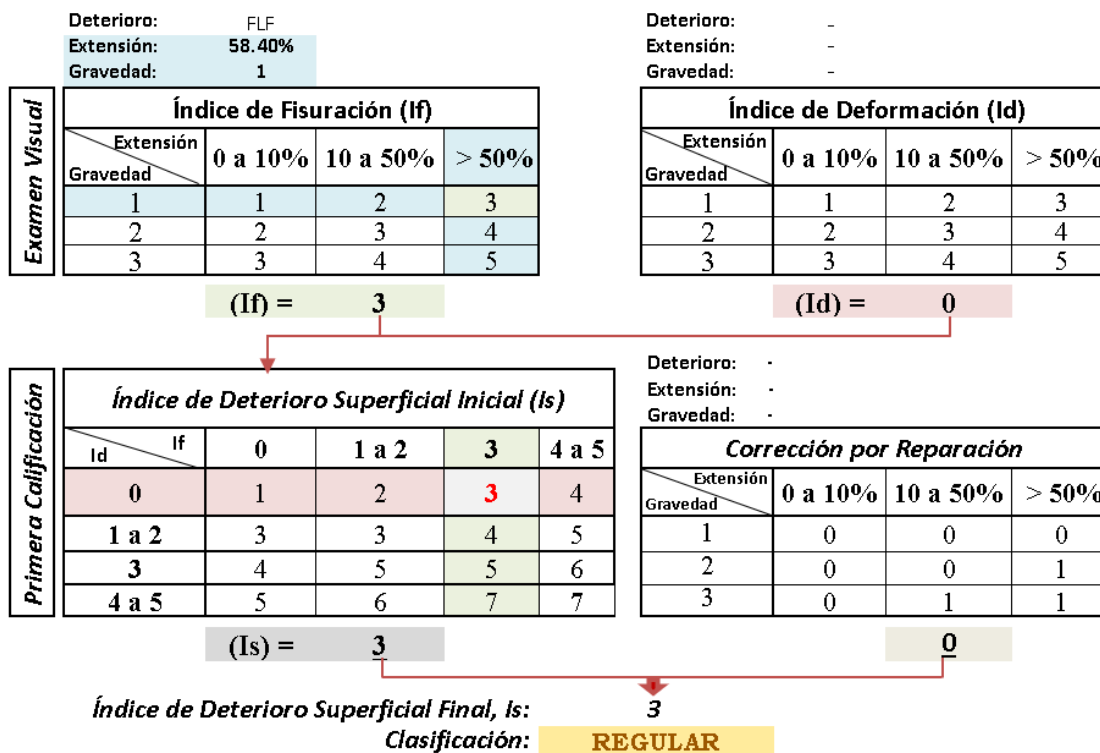 Deterioro: FLF
Extensión: 58.40%
Gravedad: 1
Deterioro: -
Extensión: -
Gravedad: -
Examen Visual
Índice de Fisuración (If)
Extensión Gravedad 0 a 10% 10 a 50% > 50%
1 1 2 3
2 2 3 4
3 3 4 5
(If) = 3
Índice de Deformación (Id)
Extensión Gravedad 0 a 10% 10 a 50% > 50%
1 1 2 3
2 2 3 4
3 3 4 5
(Id) = 0
Primera Calificación
Índice de Deterioro Superficial Inicial (Is)
Id If 0 1 a 2 3 4 a 5
0 1 2 3 4
1 a 2 3 3 4 5
3 4 5 5 6
4 a 5 5 6 7 7
(Is) = 3
Deterioro: -
Extensión: -
Gravedad: -
Corrección por Reparación
Extensión Gravedad 0 a 10% 10 a 50% > 50%
1 0 0 0
2 0 0 1
3 0 1 1
0
Índice de Deterioro Superficial Final, Is: 3
Clasificación: REGULAR